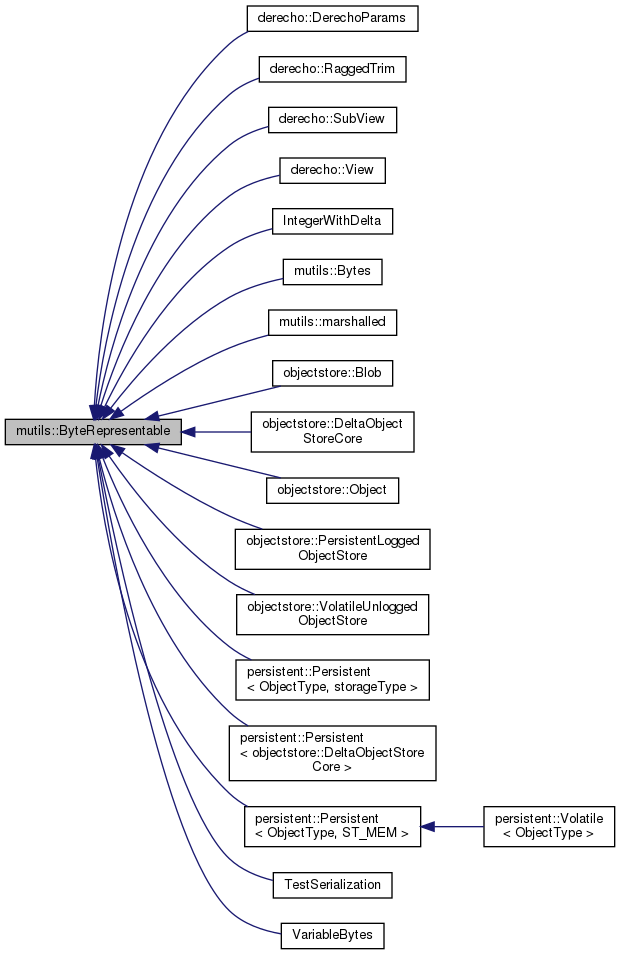 derecho::DerechoParams
derecho::RaggedTrim
derecho::SubView
derecho::View
IntegerWithDelta
mutils::Bytes
mutils::marshalled
objectstore::Blob
mutils::ByteRepresentable
objectstore::DeltaObject
StoreCore
objectstore::Object
objectstore::PersistentLogged
ObjectStore
objectstore::VolatileUnlogged
ObjectStore
persistent::Persistent
< ObjectType, storageType >
persistent::Persistent
< objectstore::DeltaObjectStore
Core >
persistent::Persistent
< ObjectType, ST_MEM >
persistent::Volatile
< ObjectType >
TestSerialization
VariableBytes